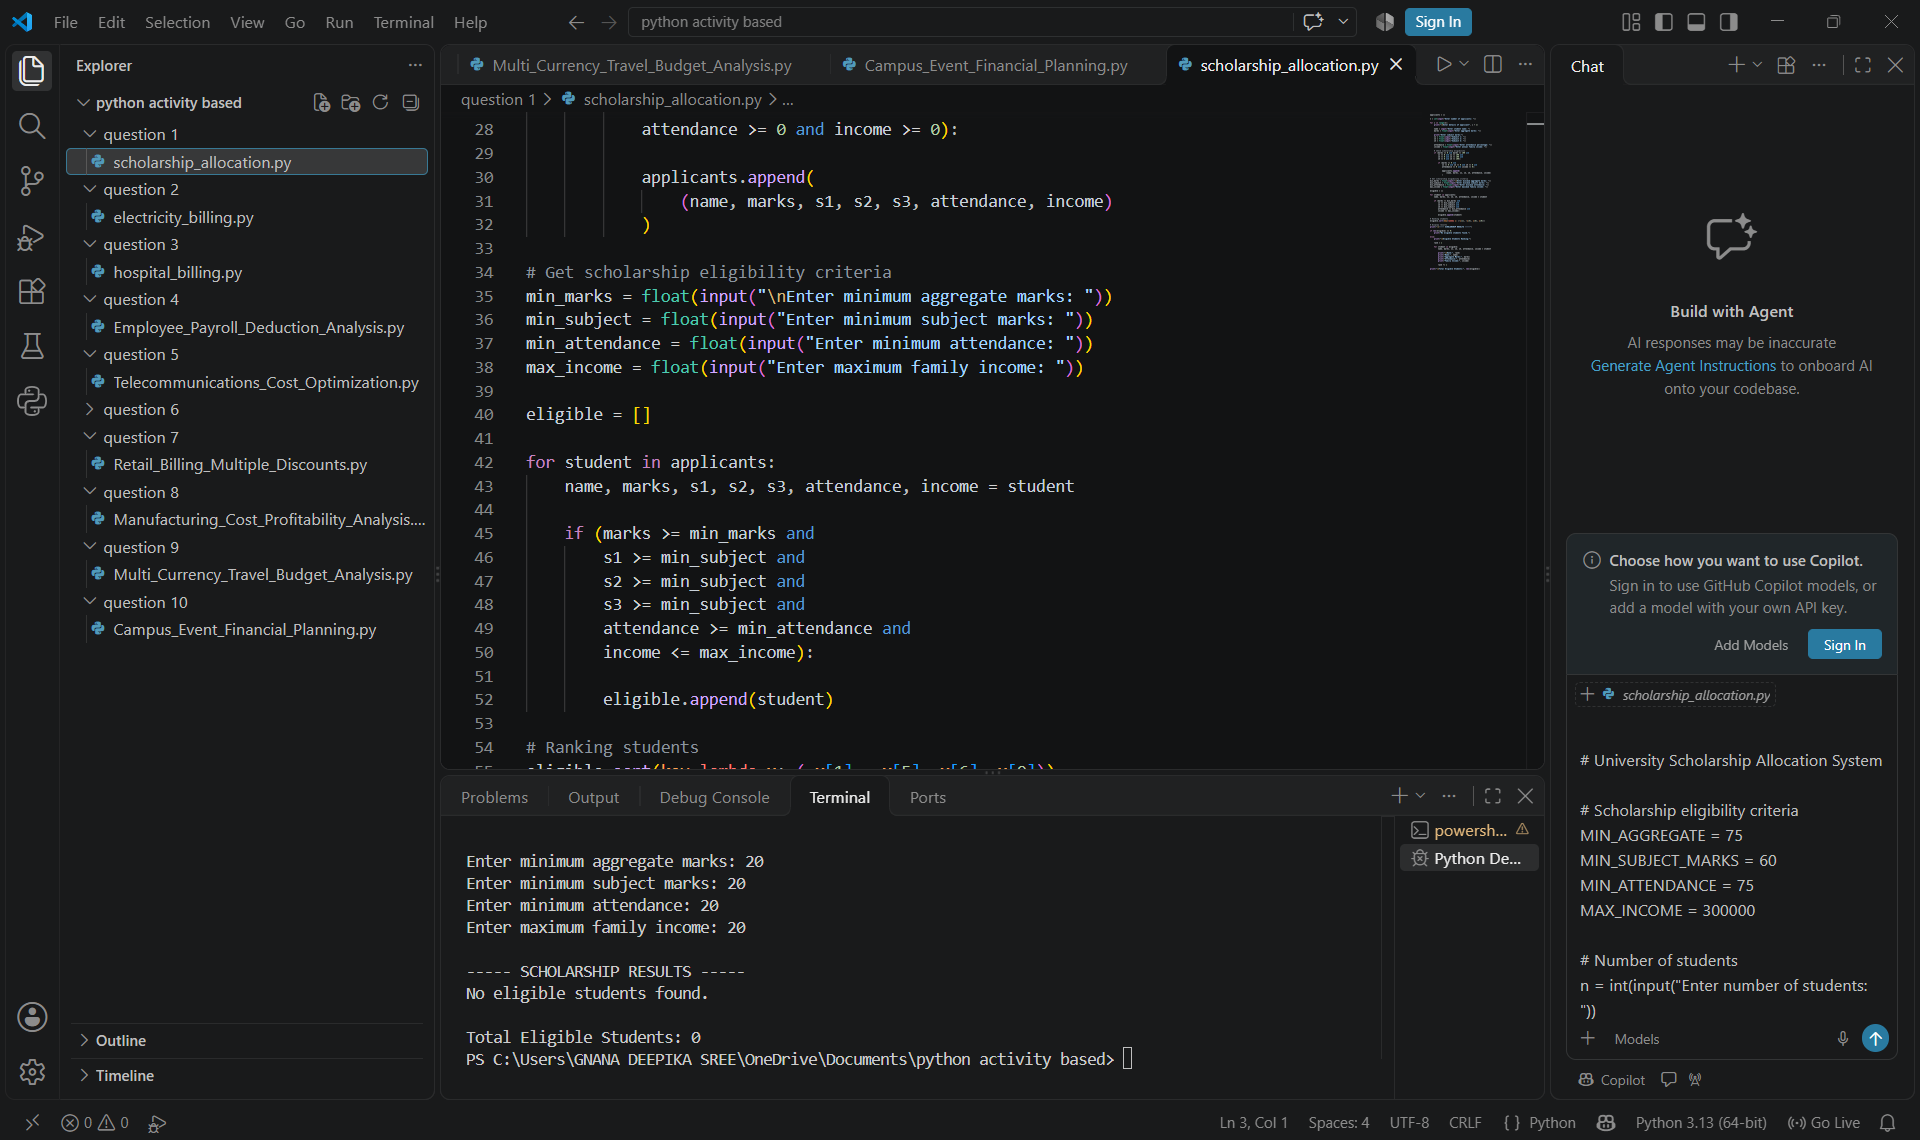 File Edit Selection View Go Run Terminal Help
python activity based
Sign In
Explorer
python activity based
question 1
scholarship_allocation.py
question 2
electricity_billing.py
question 3
hospital_billing.py
question 4
Employee_Payroll_Deduction_Analysis.py
question 5
Telecommunications_Cost_Optimization.py
question 6
question 7
Retail_Billing_Multiple_Discounts.py
question 8
Manufacturing_Cost_Profitability_Analysis....
question 9
Multi_Currency_Travel_Budget_Analysis.py
question 10
Campus_Event_Financial_Planning.py
Outline
Timeline
Multi_Currency_Travel_Budget_Analysis.py Campus_Event_Financial_Planning.py scholarship_allocation.py
question 1 > scholarship_allocation.py > ...
28 attendance >= 0 and income >= 0):
29
30 applicants.append(
31 (name, marks, s1, s2, s3, attendance, income)
32 )
33
34 # Get scholarship eligibility criteria
35 min_marks = float(input("\nEnter minimum aggregate marks: "))
36 min_subject = float(input("Enter minimum subject marks: "))
37 min_attendance = float(input("Enter minimum attendance: "))
38 max_income = float(input("Enter maximum family income: "))
39
40 eligible = []
41
42 for student in applicants:
43 name, marks, s1, s2, s3, attendance, income = student
44
45 if (marks >= min_marks and
46 s1 >= min_subject and
47 s2 >= min_subject and
48 s3 >= min_subject and
49 attendance >= min_attendance and
50 income <= max_income):
51
52 eligible.append(student)
53
54 # Ranking students
Problems Output Debug Console Terminal Ports
Enter minimum aggregate marks: 20
Enter minimum subject marks: 20
Enter minimum attendance: 20
Enter maximum family income: 20
----- SCHOLARSHIP RESULTS -----
No eligible students found.
Total Eligible Students: 0
PS C:\Users\GNANA DEEPIKA SREE\OneDrive\Documents\python activity based>
powersh...
Python De...
Chat
Build with Agent
AI responses may be inaccurate
Generate Agent Instructions to onboard AI
onto your codebase.
Choose how you want to use Copilot.
Sign in to use GitHub Copilot models, or
add a model with your own API key.
Add Models Sign In
scholarship_allocation.py
# University Scholarship Allocation System
# Scholarship eligibility criteria
MIN_AGGREGATE = 75
MIN_SUBJECT_MARKS = 60
MIN_ATTENDANCE = 75
MAX_INCOME = 300000
# Number of students
n = int(input("Enter number of students:
"))
Models
Copilot
0 0
Ln 3, Col 1 Spaces: 4 UTF-8 CRLF { } Python Python 3.13 (64-bit) Go Live